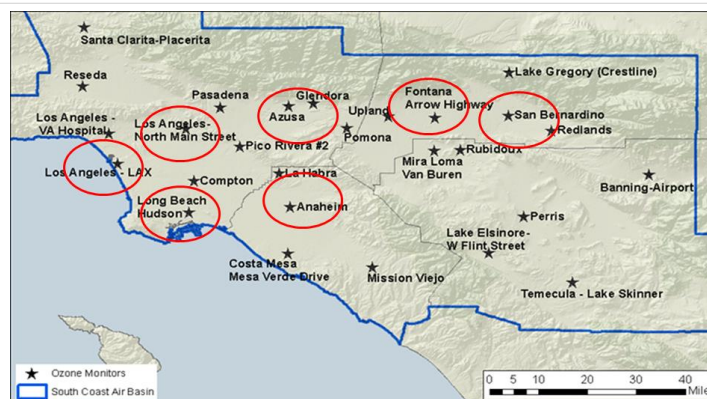 Santa Clarita-Placerita
Reseda
Lake Gregory (Crestline)
Pasadena
Glendora
Azusa
Upland
Fontana
Arrow Highway
San Bernardino
Los Angeles-
VA Hospital
Los Angeles-
North Main Street
Pomona
Redlands
Pico Rivera #2
Mira Loma
Van Buren
Rubidoux
Los Angeles - LAX
Compton
La Habra
Banning-Airport
Long Beach
Hudson
Anaheim
Perris
Lake Elsinore-
W Flint Street
Costa Mesa
Mesa Verde Drive
Mission Viejo
Temecula - Lake Skinner
Ozone Monitors
South Coast Air Basin
0 5 10 20 30 40
Mile